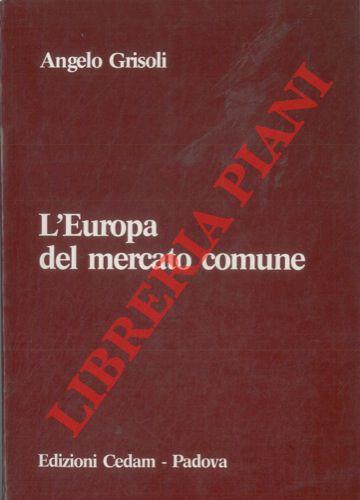 Angelo Grisoli
L'Europa
del mercato comune
LIBRERIA PIANI
Edizioni Cedam - Padova